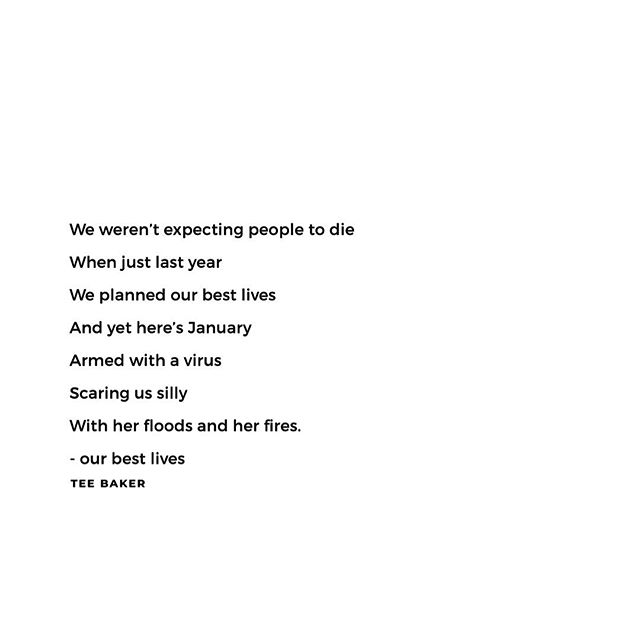 We weren’t expecting people to die
When just last year
We planned our best lives
And yet here’s January
Armed with a virus
Scaring us silly
With her floods and her fires.
- our best lives
TEE BAKER